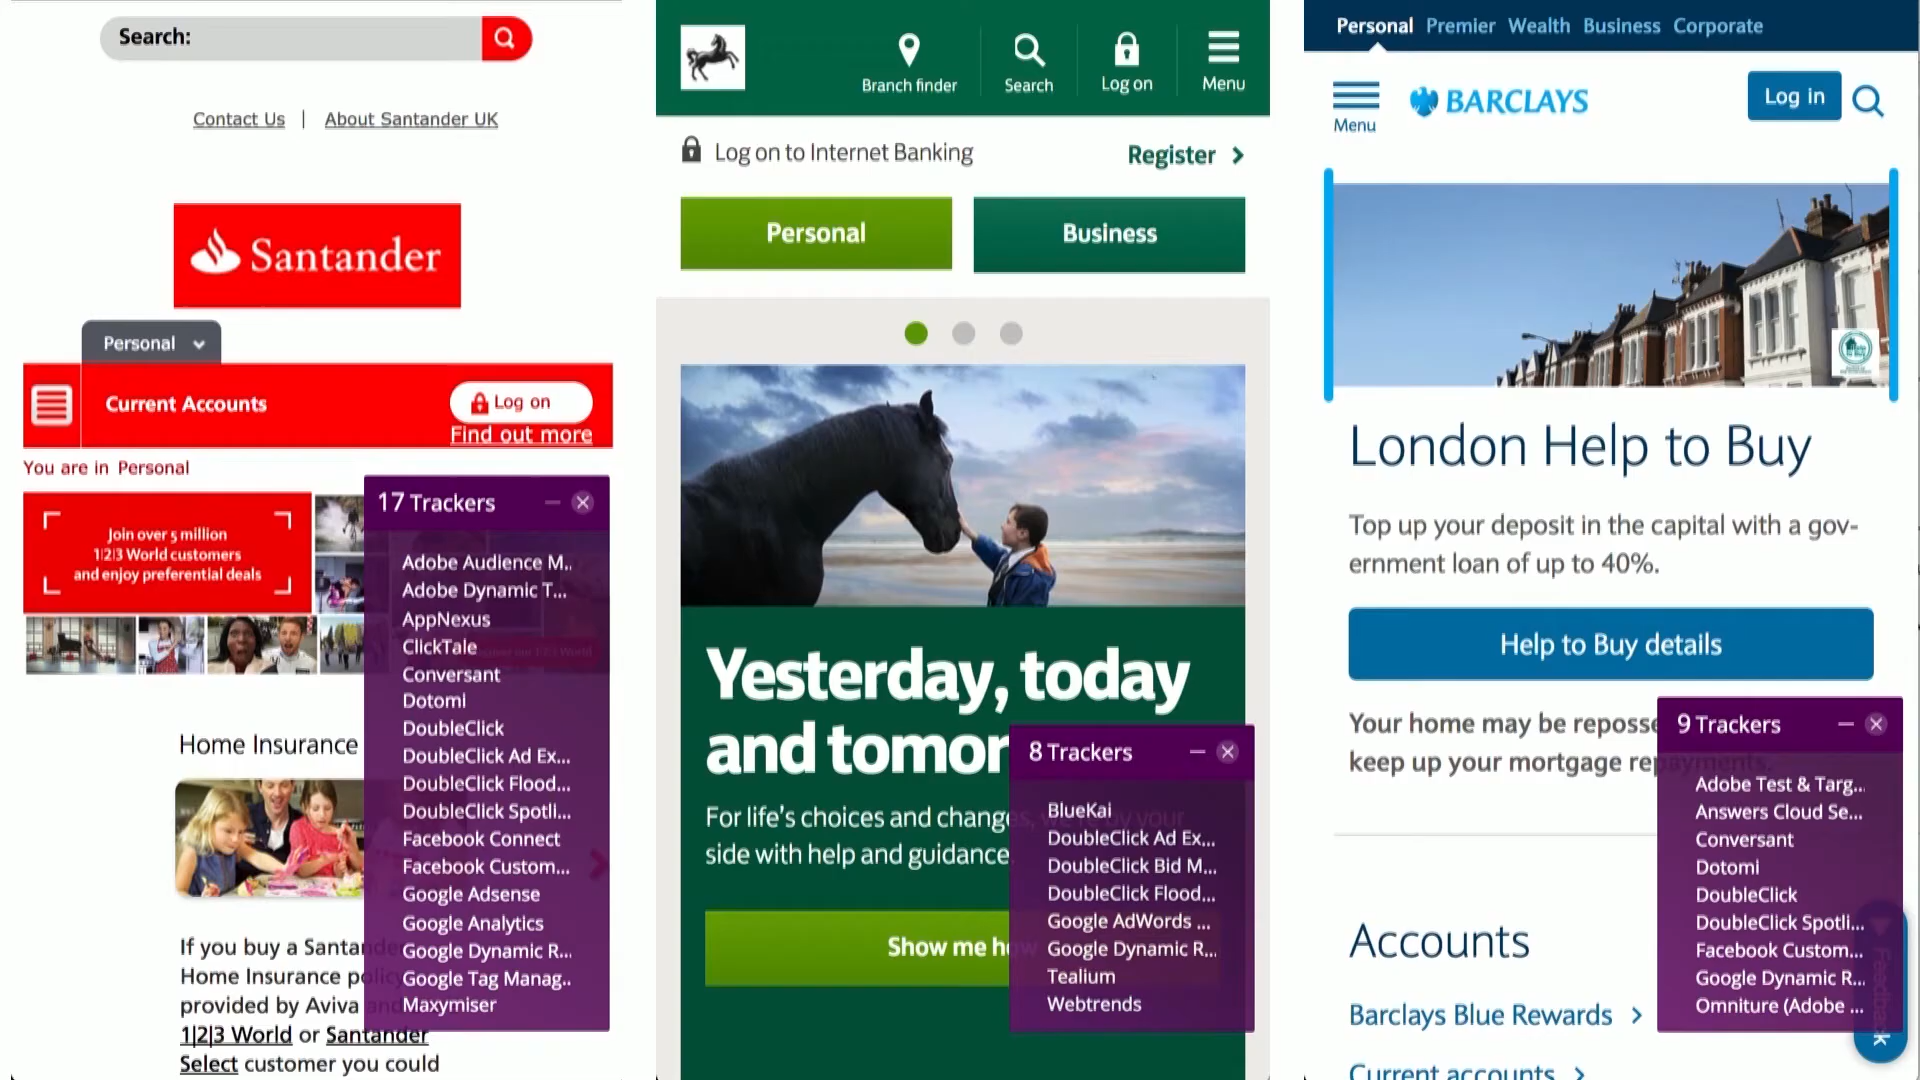 Search:
Contact Us | About Santander UK
Santander
Personal
Current Accounts
Log on
Find out more
You are in Personal
Join over 5 million
1|2|3 World customers
and enjoy preferential deals
17 Trackers
Adobe Audience M..
Adobe Dynamic T...
AppNexus
ClickTale
Conversant
Dotomi
DoubleClick
DoubleClick Ad Ex...
DoubleClick Flood...
DoubleClick Spotli...
Facebook Connect
Facebook Custom...
Google Adsense
Google Analytics
Google Dynamic R...
Google Tag Manag..
Maxymiser
Home Insurance
If you buy a Santander
Home Insurance policy
provided by Aviva and
1|2|3 World or Santander
Select customer you could
Branch finder
Search
Log on
Menu
Log on to Internet Banking
Register
Personal
Business
Yesterday, today
and tomor
For life's choices and changes, we're by your
side with help and guidance
Show me how
8 Trackers
BlueKai
DoubleClick Ad Ex...
DoubleClick Bid M...
DoubleClick Flood...
Google AdWords ...
Google Dynamic R...
Tealium
Webtrends
Personal Premier Wealth Business Corporate
Menu
BARCLAYS
Log in
London Help to Buy
Top up your deposit in the capital with a gov-
ernment loan of up to 40%.
Help to Buy details
Your home may be reposse
keep up your mortgage repayments.
9 Trackers
Adobe Test & Targ...
Answers Cloud Se...
Conversant
Dotomi
DoubleClick
DoubleClick Spotli...
Facebook Custom...
Google Dynamic R...
Omniture (Adobe ...
Feedback
Accounts
Barclays Blue Rewards
Current accounts